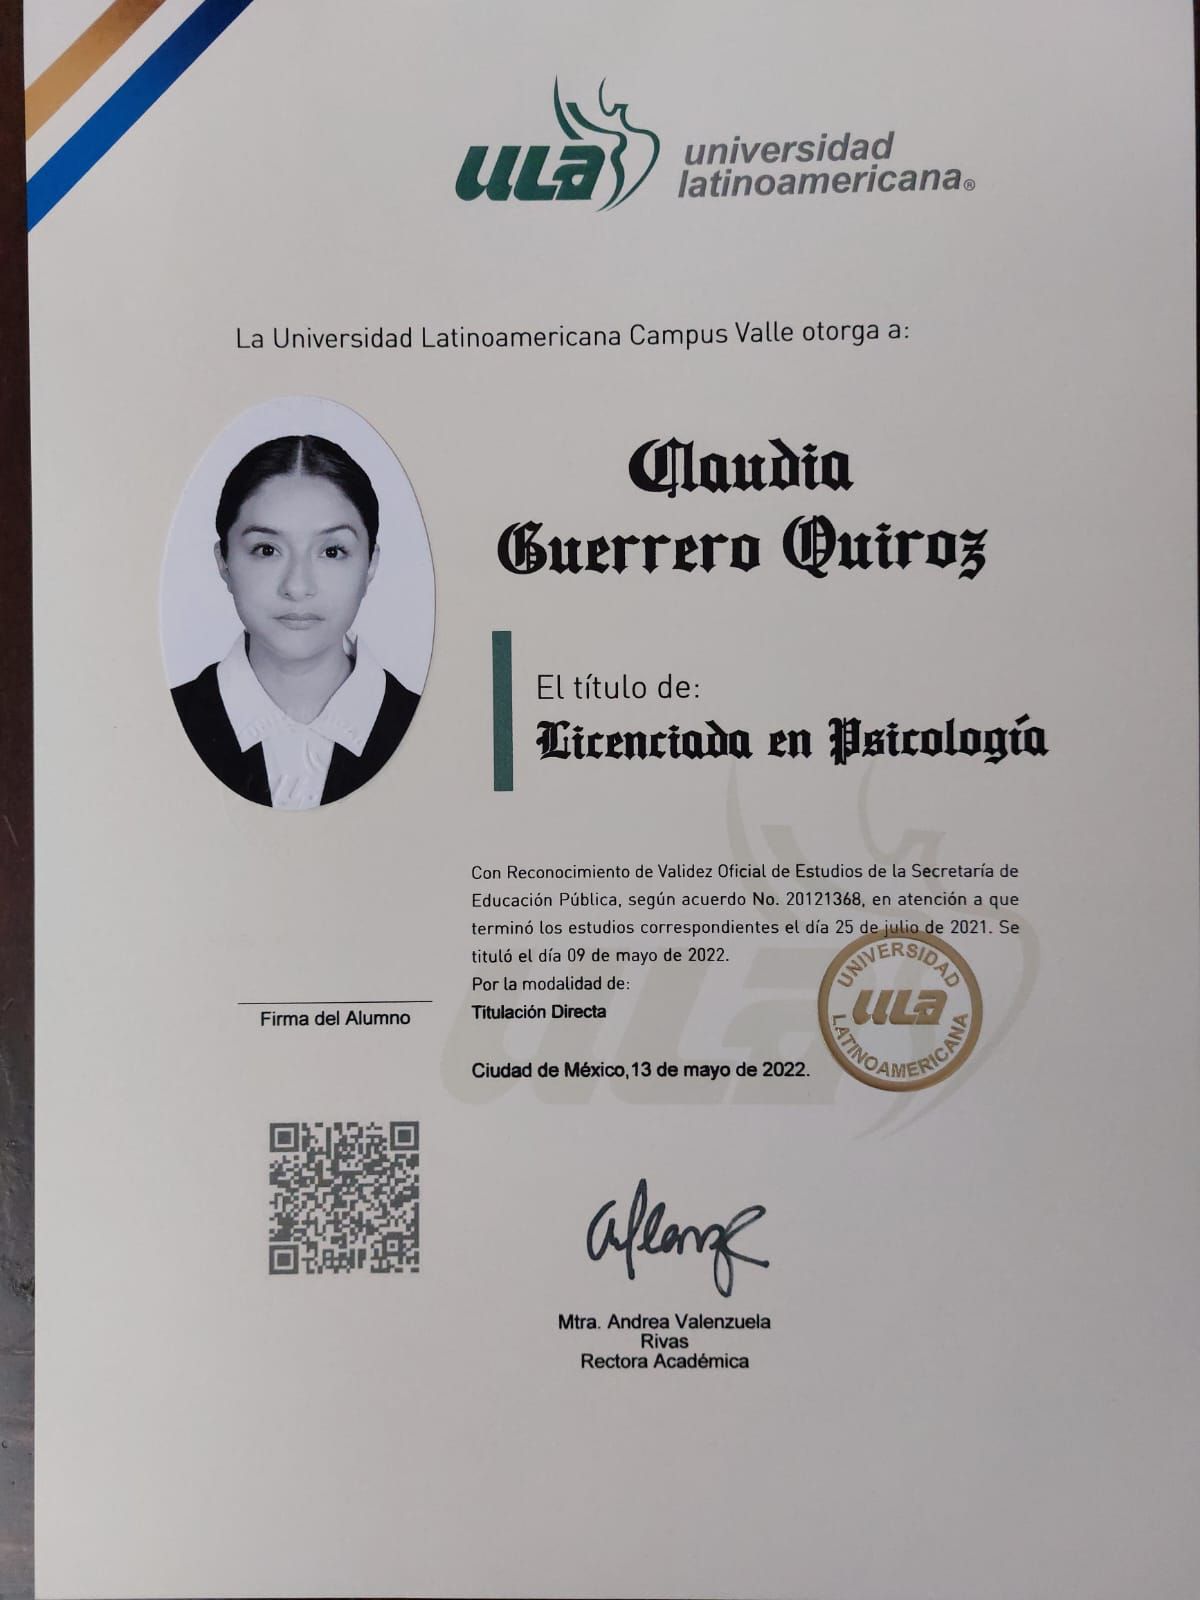 ULA
universidad
latinoamericana®
La Universidad Latinoamericana Campus Valle otorga a:
Claudia
Guerrero Quiroz
El título de:
Licenciada en Psicología
Con Reconocimiento de Validez Oficial de Estudios de la Secretaría de
Educación Pública, según acuerdo No. 20121368, en atención a que
terminó los estudios correspondientes el día 25 de julio de 2021. Se
tituló el día 09 de mayo de 2022.
Por la modalidad de:
Titulación Directa
Ciudad de México,13 de mayo de 2022.
UNIVERSIDAD
ULA
LATINOAMERICANA
Firma del Alumno
Mtra. Andrea Valenzuela
Rivas
Rectora Académica